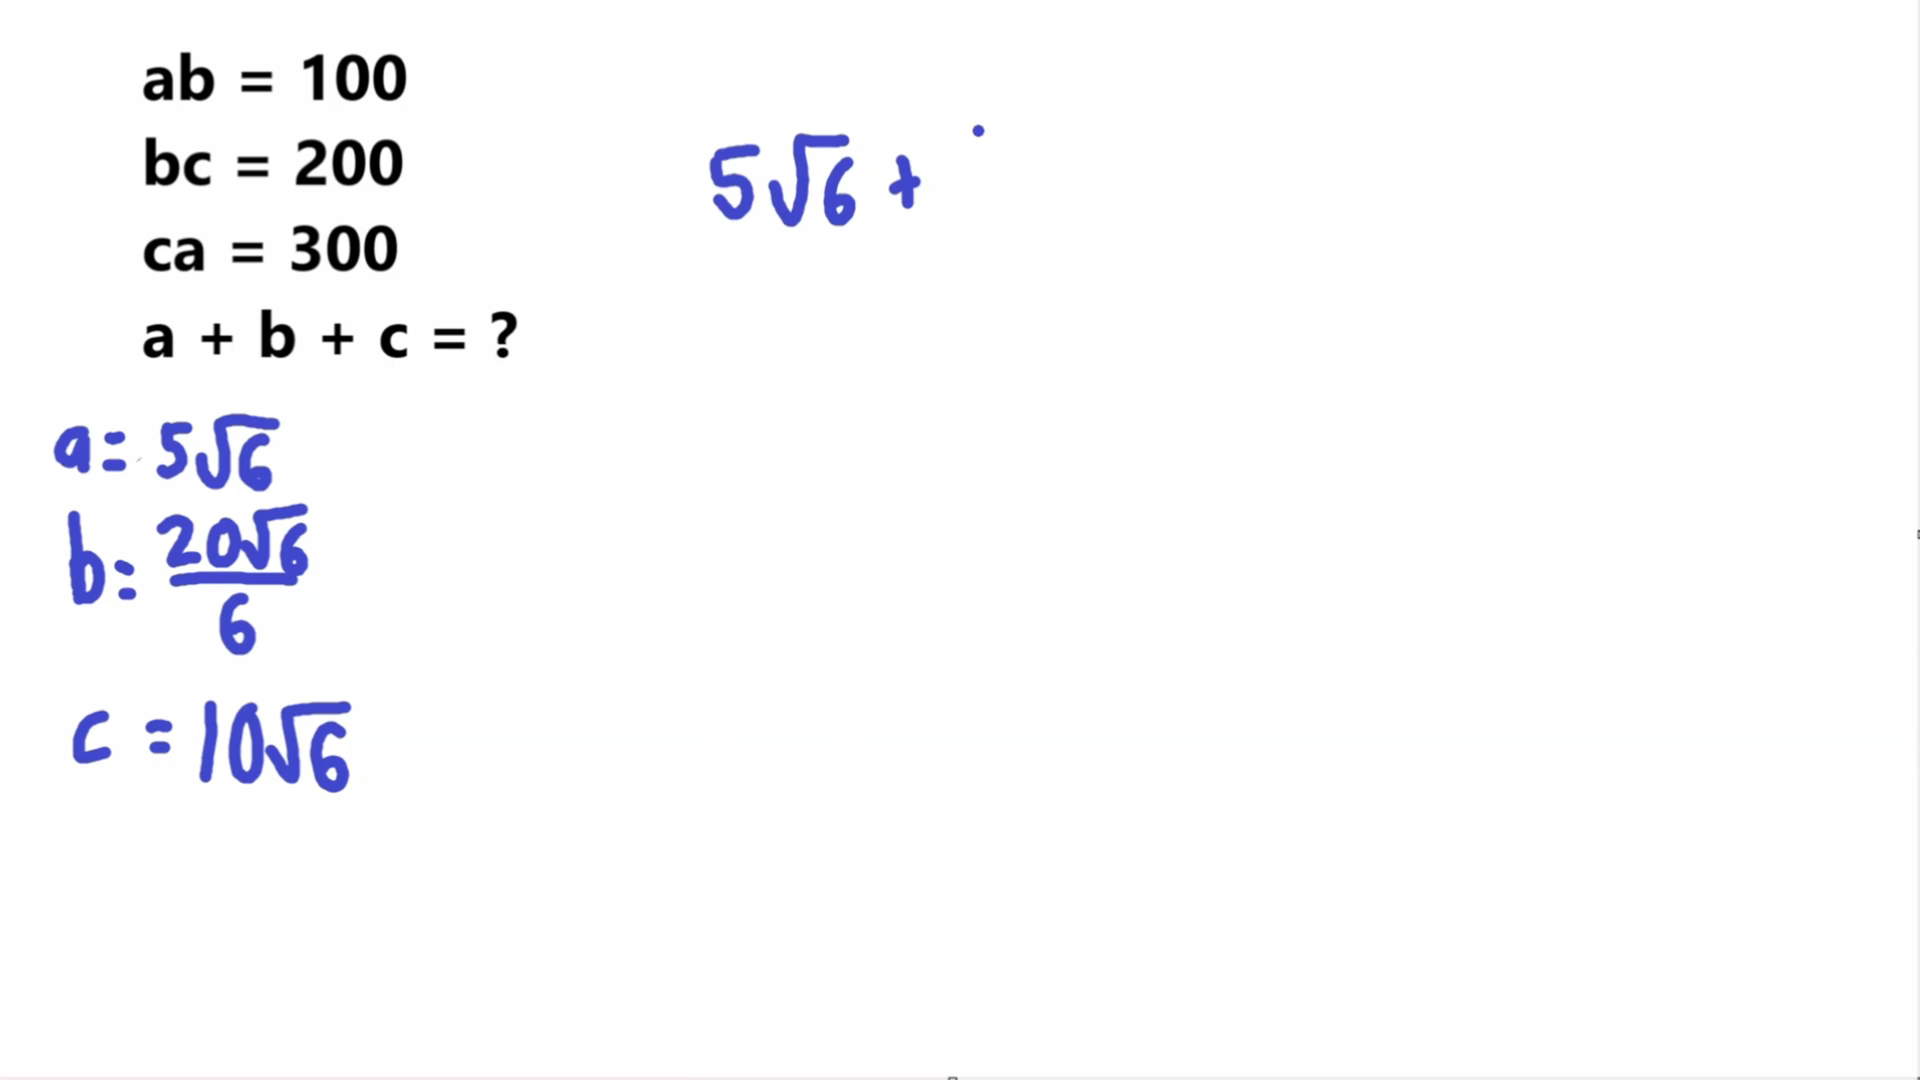 ab = 100
bc = 200
ca = 300
a + b + c = ?
a = 5√6
b = 20√6/6
c = 10√6
5√6 +